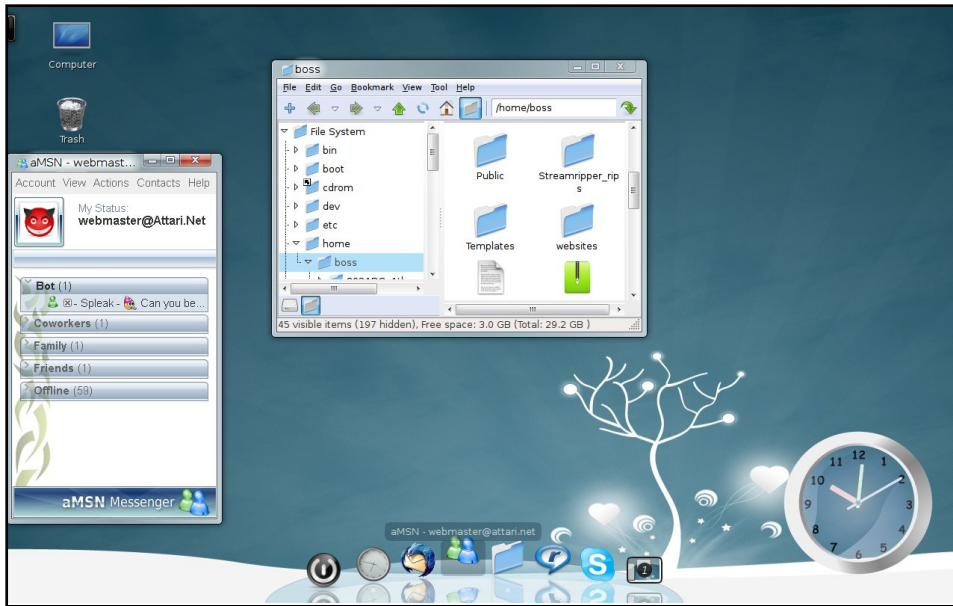 Computer
Trash
aMSN - webmast...
Account View Actions Contacts Help
My Status:
webmaster@Attari.Net
Bot (1)
- Spleak - Can you be...
Coworkers (1)
Family (1)
Friends (1)
Offline (59)
aMSN Messenger
boss
File Edit Go Bookmark View Tool Help
/home/boss
File System
bin
boot
cdrom
dev
etc
home
boss
Public
Streamripper_rip
s
Templates
websites
45 visible items (197 hidden), Free space: 3.0 GB (Total: 29.2 GB )
aMSN - webmaster@attari.net
1
12
1
2
3
4
5
6
7
8
9
10
11